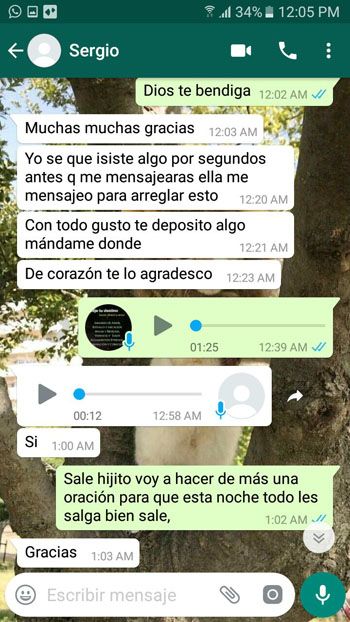 34% 12:05 PM
Sergio
Dios te bendiga 12:02 AM
Muchas muchas gracias 12:03 AM
Yo se que isiste algo por segundos
antes q me mensajearas ella me
mensajeo para arreglar esto 12:20 AM
Con todo gusto te deposito algo
mándame donde 12:21 AM
De corazón te lo agradesco 12:23 AM
01:25 12:39 AM
00:12 12:58 AM
Si 1:00 AM
Sale hijito voy a hacer de más una
oración para que esta noche todo les
salga bien sale, 1:02 AM
Gracias 1:03 AM
Escribir mensaje